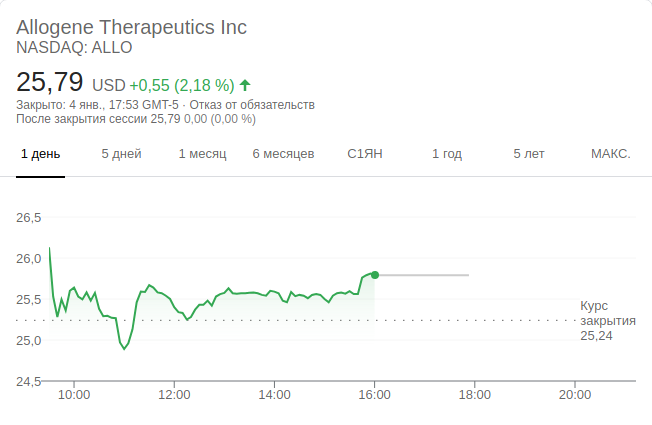 Allogene Therapeutics Inc
NASDAQ: ALLO
25,79 USD +0,55 (2,18 %)
Закрыто: 4 янв., 17:53 GMT-5 · Отказ от обязательств
После закрытия сессии 25,79 0,00 (0,00 %)
1 день 5 дней 1 месяц 6 месяцев С1ЯН 1 год 5 лет МАКС.
26,5
26,0
25,5
Курс
закрытия
25,24
25,0
24,5
10:00 12:00 14:00 16:00 18:00 20:00